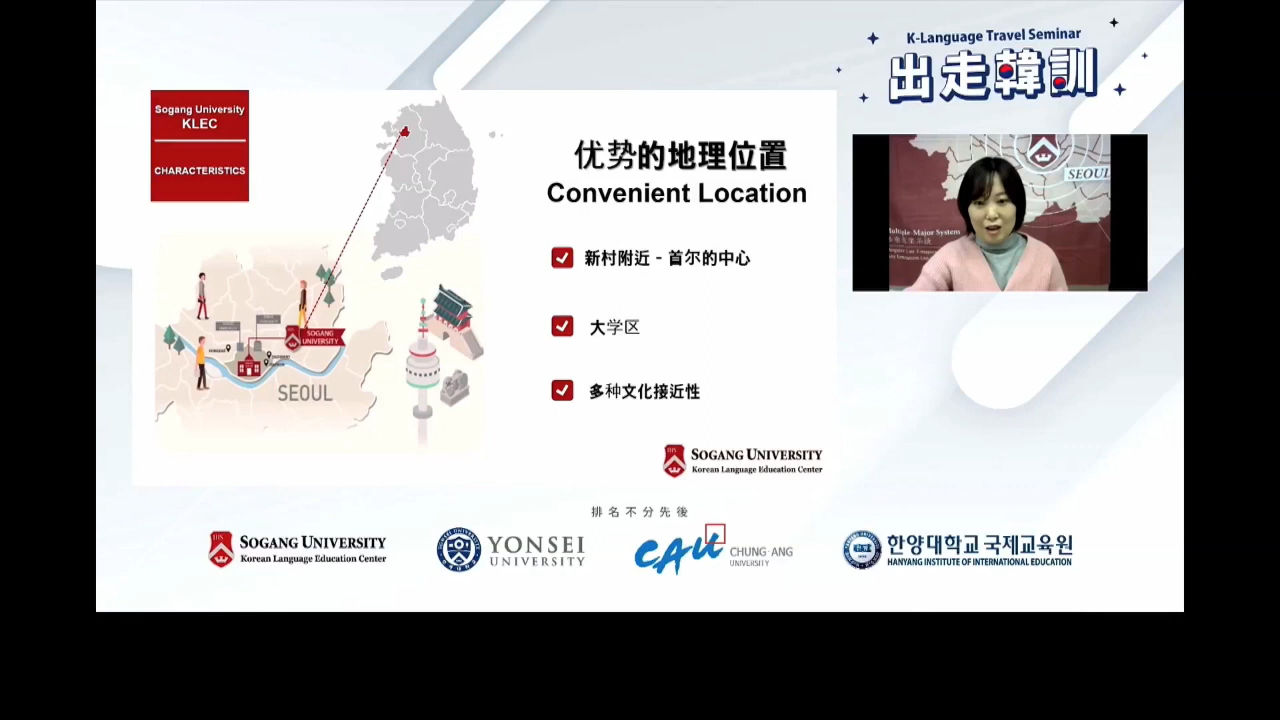 K-Language Travel Seminar
出走韓訓
Sogang University
KLEC
CHARACTERISTICS
优势的地理位置
Convenient Location
新村附近 - 首尔的中心
大学区
多种文化接近性
SOGANG
UNIVERSITY
SEOUL
SEOUL
Multiple-Major System
SOGANG UNIVERSITY
Korean Language Education Center
排名不分先後
SOGANG UNIVERSITY
Korean Language Education Center
YONSEI
UNIVERSITY
CAU
CHUNG-ANG
UNIVERSITY
한양대학교 국제교육원
HANYANG INSTITUTE OF INTERNATIONAL EDUCATION